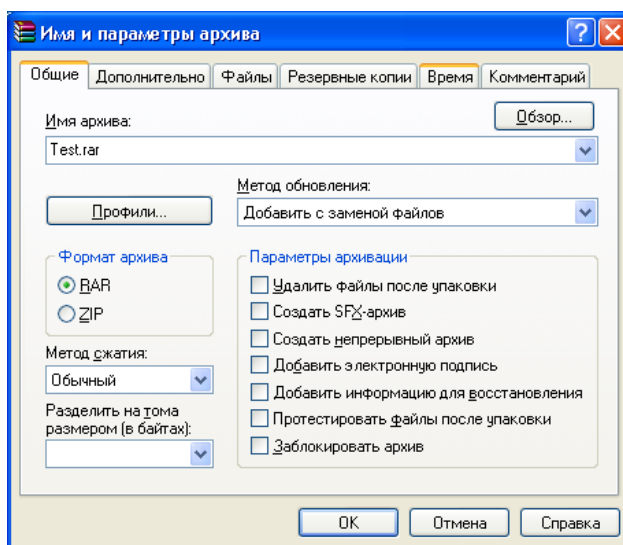 Имя и параметры архива
Общие Дополнительно Файлы Резервные копии Время Комментарий
Имя архива:
Обзор...
Test.rar
Метод обновления:
Профили...
Добавить с заменой файлов
Формат архива
RAR
ZIP
Метод сжатия:
Обычный
Разделить на тома
размером (в байтах):
Параметры архивации
Удалить файлы после упаковки
Создать SFX-архив
Создать непрерывный архив
Добавить электронную подпись
Добавить информацию для восстановления
Протестировать файлы после упаковки
Заблокировать архив
OK Отмена Справка